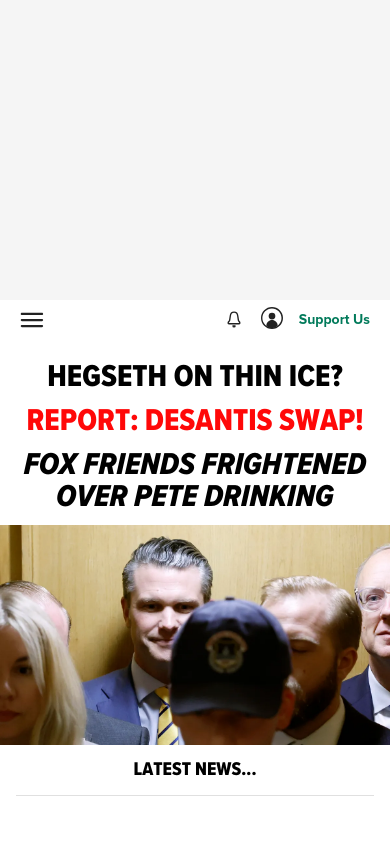 Support Us
HEGSETH ON THIN ICE?
REPORT: DESANTIS SWAP!
FOX FRIENDS FRIGHTENED
OVER PETE DRINKING
LATEST NEWS...